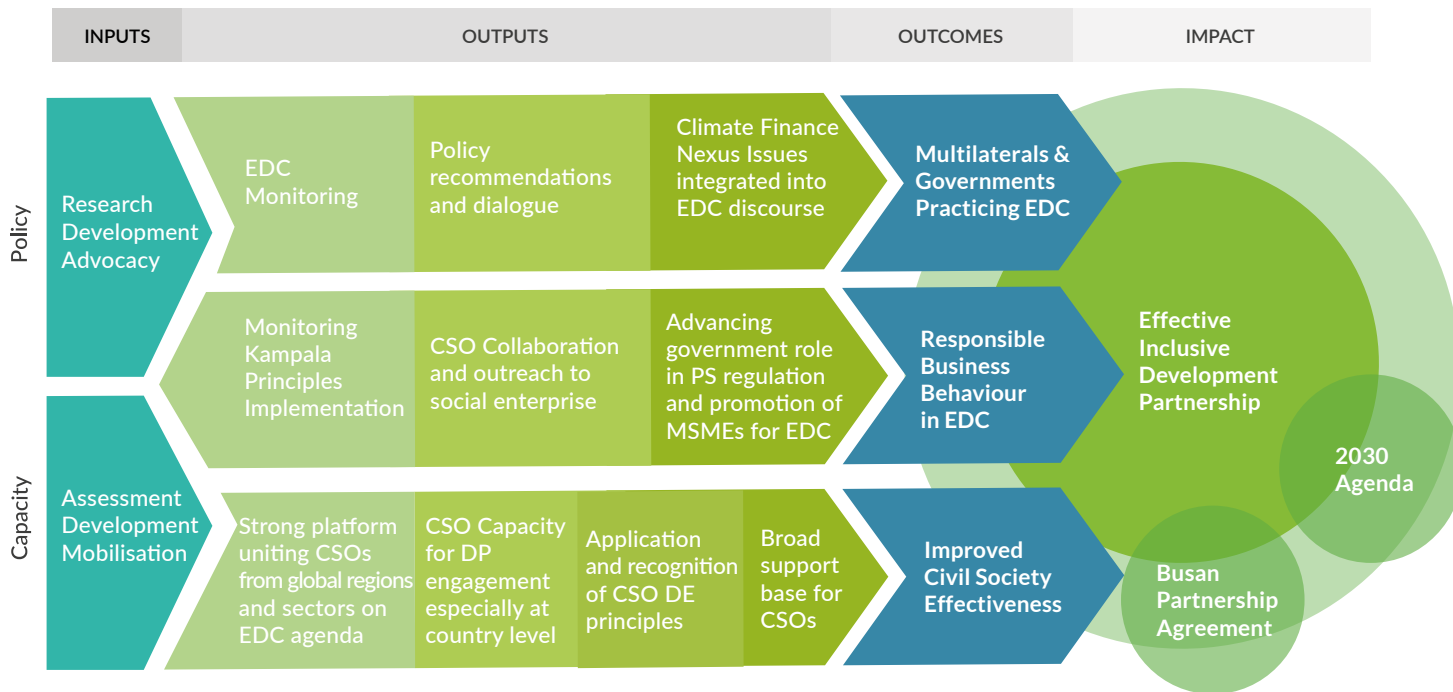 INPUTS
OUTPUTS
OUTCOMES
IMPACT
Policy
Research
Development
Advocacy
EDC
Monitoring
Policy
recommendations
and dialogue
Climate Finance
Nexus Issues
integrated into
EDC discourse
Multilaterals &
Governments
Practicing EDC
Monitoring
Kampala
Principles
Implementation
CSO Collaboration
and outreach to
social enterprise
Advancing
government role
in PS regulation
and promotion of
MSMEs for EDC
Responsible
Business
Behaviour
in EDC
Effective
Inclusive
Development
Partnership
2030
Agenda
Capacity
Assessment
Development
Mobilisation
Strong platform
uniting CSOs
from global regions
and sectors on
EDC agenda
CSO Capacity
for DP
engagement
especially at
country level
Application
and recognition
of CSO DE
principles
Broad
support
base for
CSOs
Improved
Civil Society
Effectiveness
Busan
Partnership
Agreement